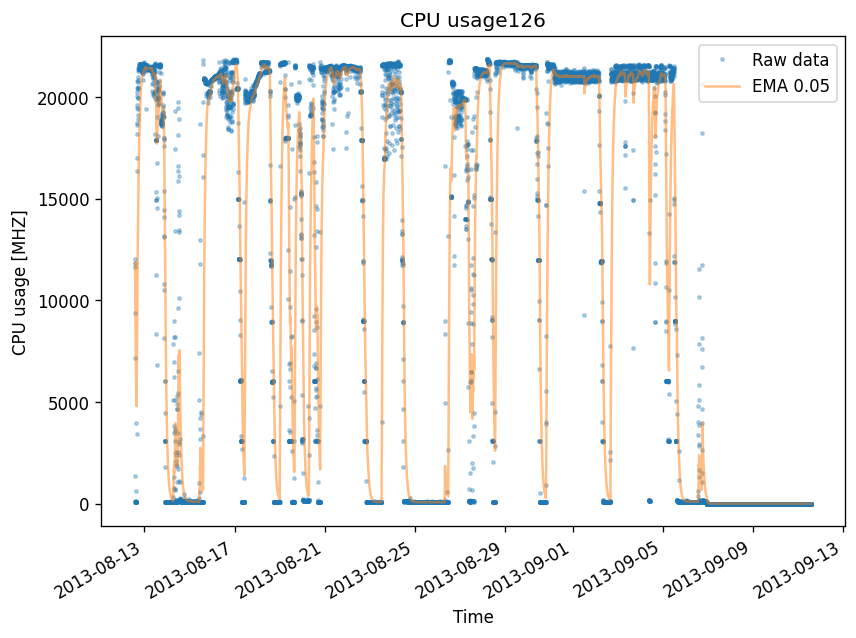 CPU usage126
Raw data
EMA 0.05
CPU usage [MHZ]
20000
15000
10000
5000
0
2013-08-13
2013-08-17
2013-08-21
2013-08-25
2013-08-29
2013-09-01
2013-09-05
2013-09-09
2013-09-13
Time